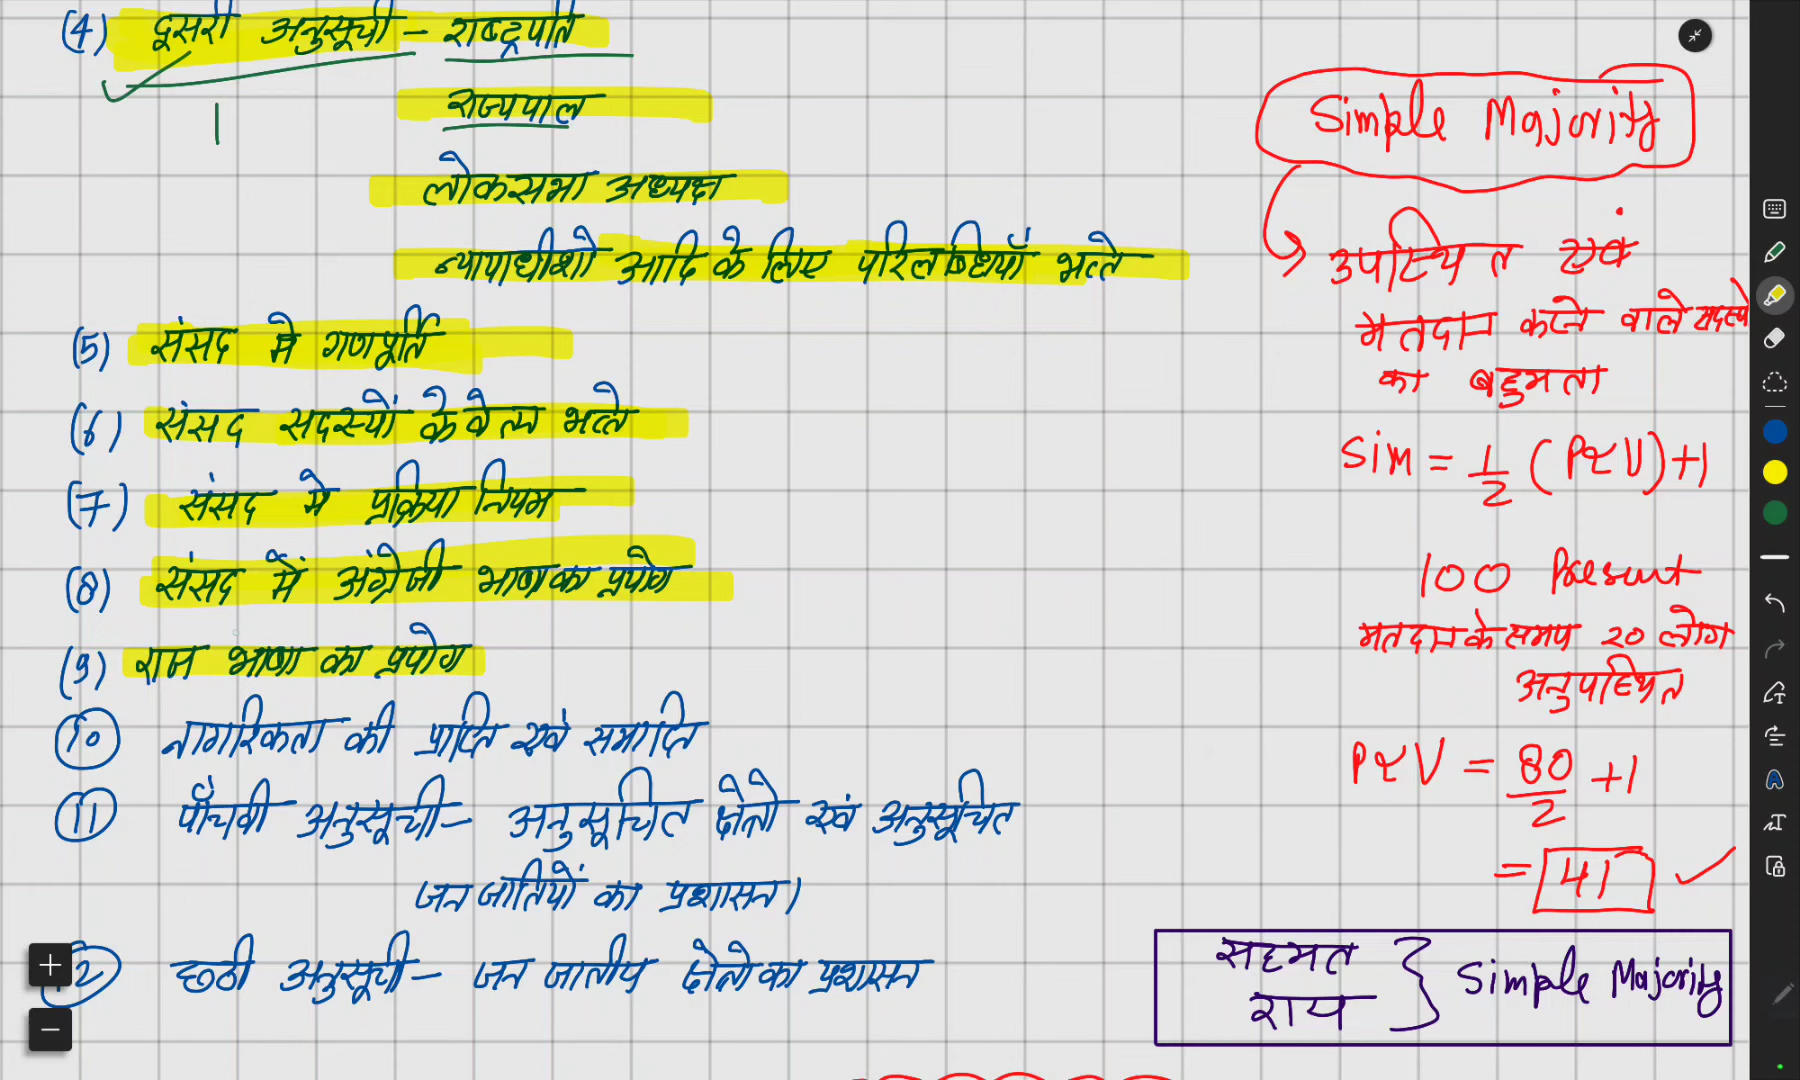 (4) दूसरी अनुसूची – राष्ट्रपति
राज्यपाल
लोकसभा अध्यक्ष
न्यायाधीशो आदि के लिए परिलब्धियाँ भत्ते
(5) संसद मे गणपूर्ति
(6) संसद सदस्यों के वेतन भत्ते
(7) संसद मे प्रक्रिया नियम
(8) संसद में अंग्रेजी भाषा का प्रयोग
(9) राज भाषा का प्रयोग
10 नागरिकता की प्राप्ति एवं समाप्ति
11 पाँचवी अनुसूची – अनुसूचित क्षेत्रो एवं अनुसूचित
जन जातियों का प्रशासन।
12 छठी अनुसूची – जन जातीय क्षेत्रो का प्रशासन
Simple Majority
उपस्थित एवं
मतदान करने वाले सदस्यो
का बहुमता
Sim = 1/2 (P&V)+1
100 Present
मतदान के समय 20 लोग
अनुपस्थित
P&V = 80/2 +1
= 41
सहमत
राय } Simple Majority